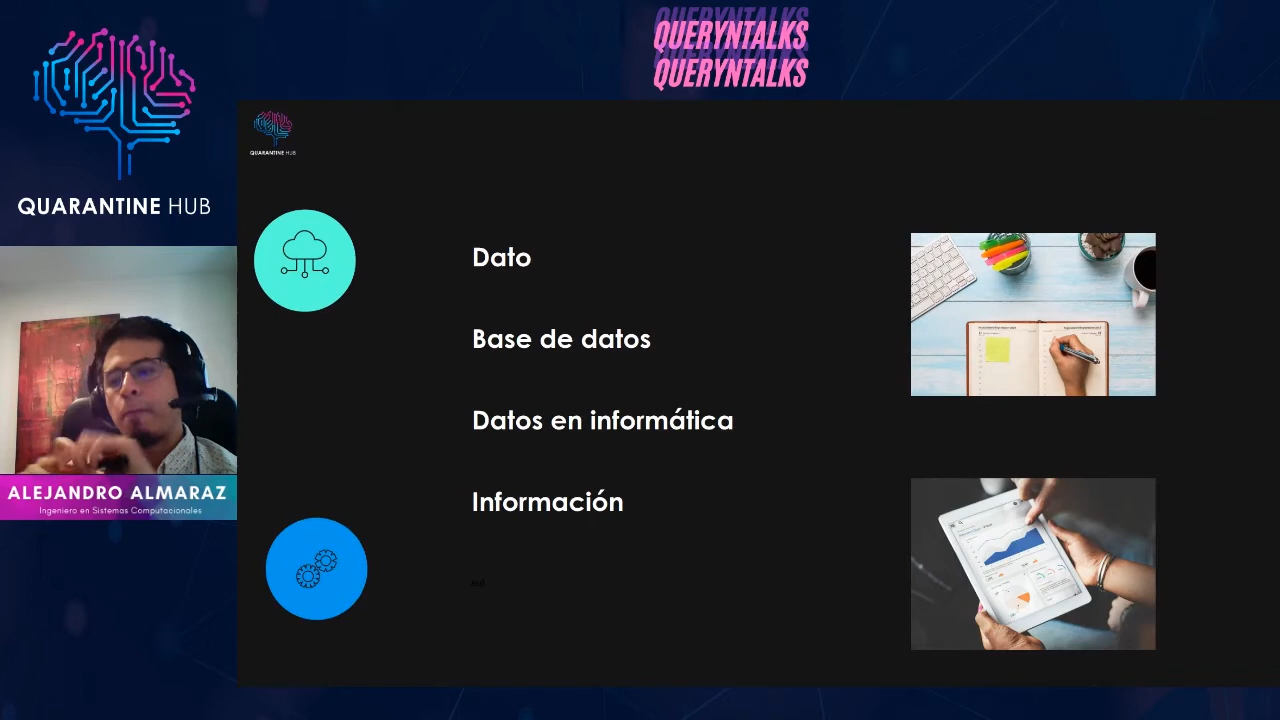 QUERYNTALKS
QUERYNTALKS
QUARANTINE HUB
QUARANTINE HUB
Dato
Base de datos
Datos en informática
Información
ALEJANDRO ALMARAZ
Ingeniero en Sistemas Computacionales